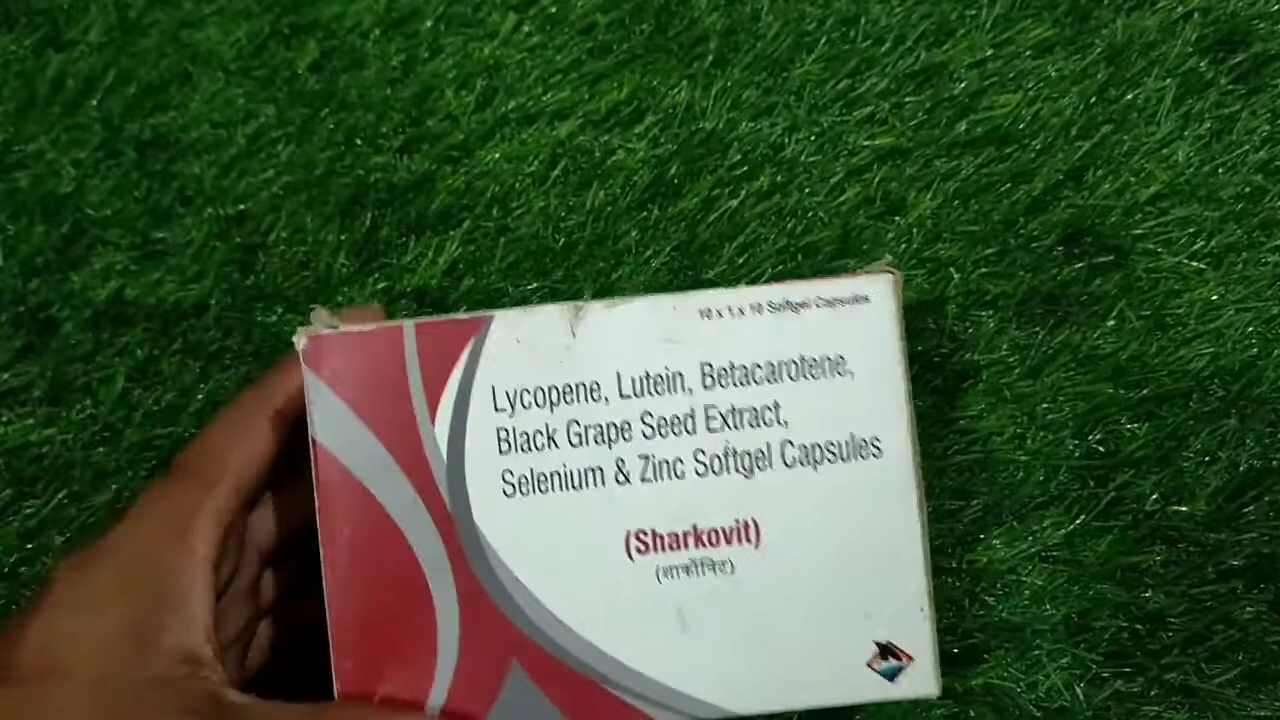 10 x 1 x 10 Softgel Capsules
Lycopene, Lutein, Betacarotene,
Black Grape Seed Extract,
Selenium & Zinc Softgel Capsules
(Sharkovit)